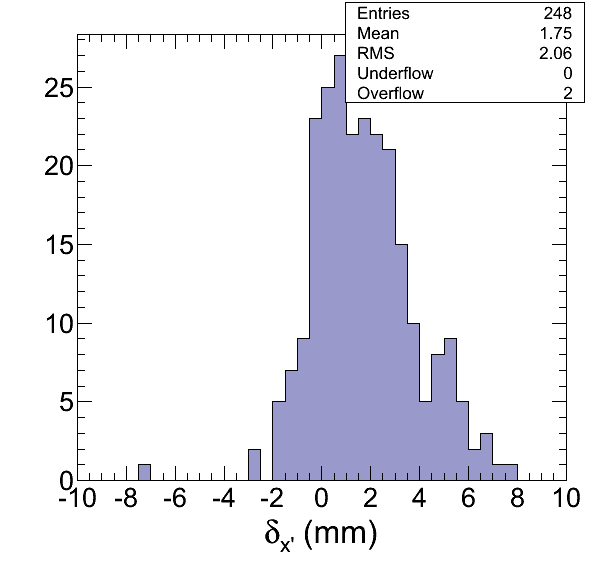 Entries 248
Mean 1.75
RMS 2.06
Underflow 0
Overflow 2
25
20
15
10
5
0
-10 -8 -6 -4 -2 0 2 4 6 8 10
δx' (mm)